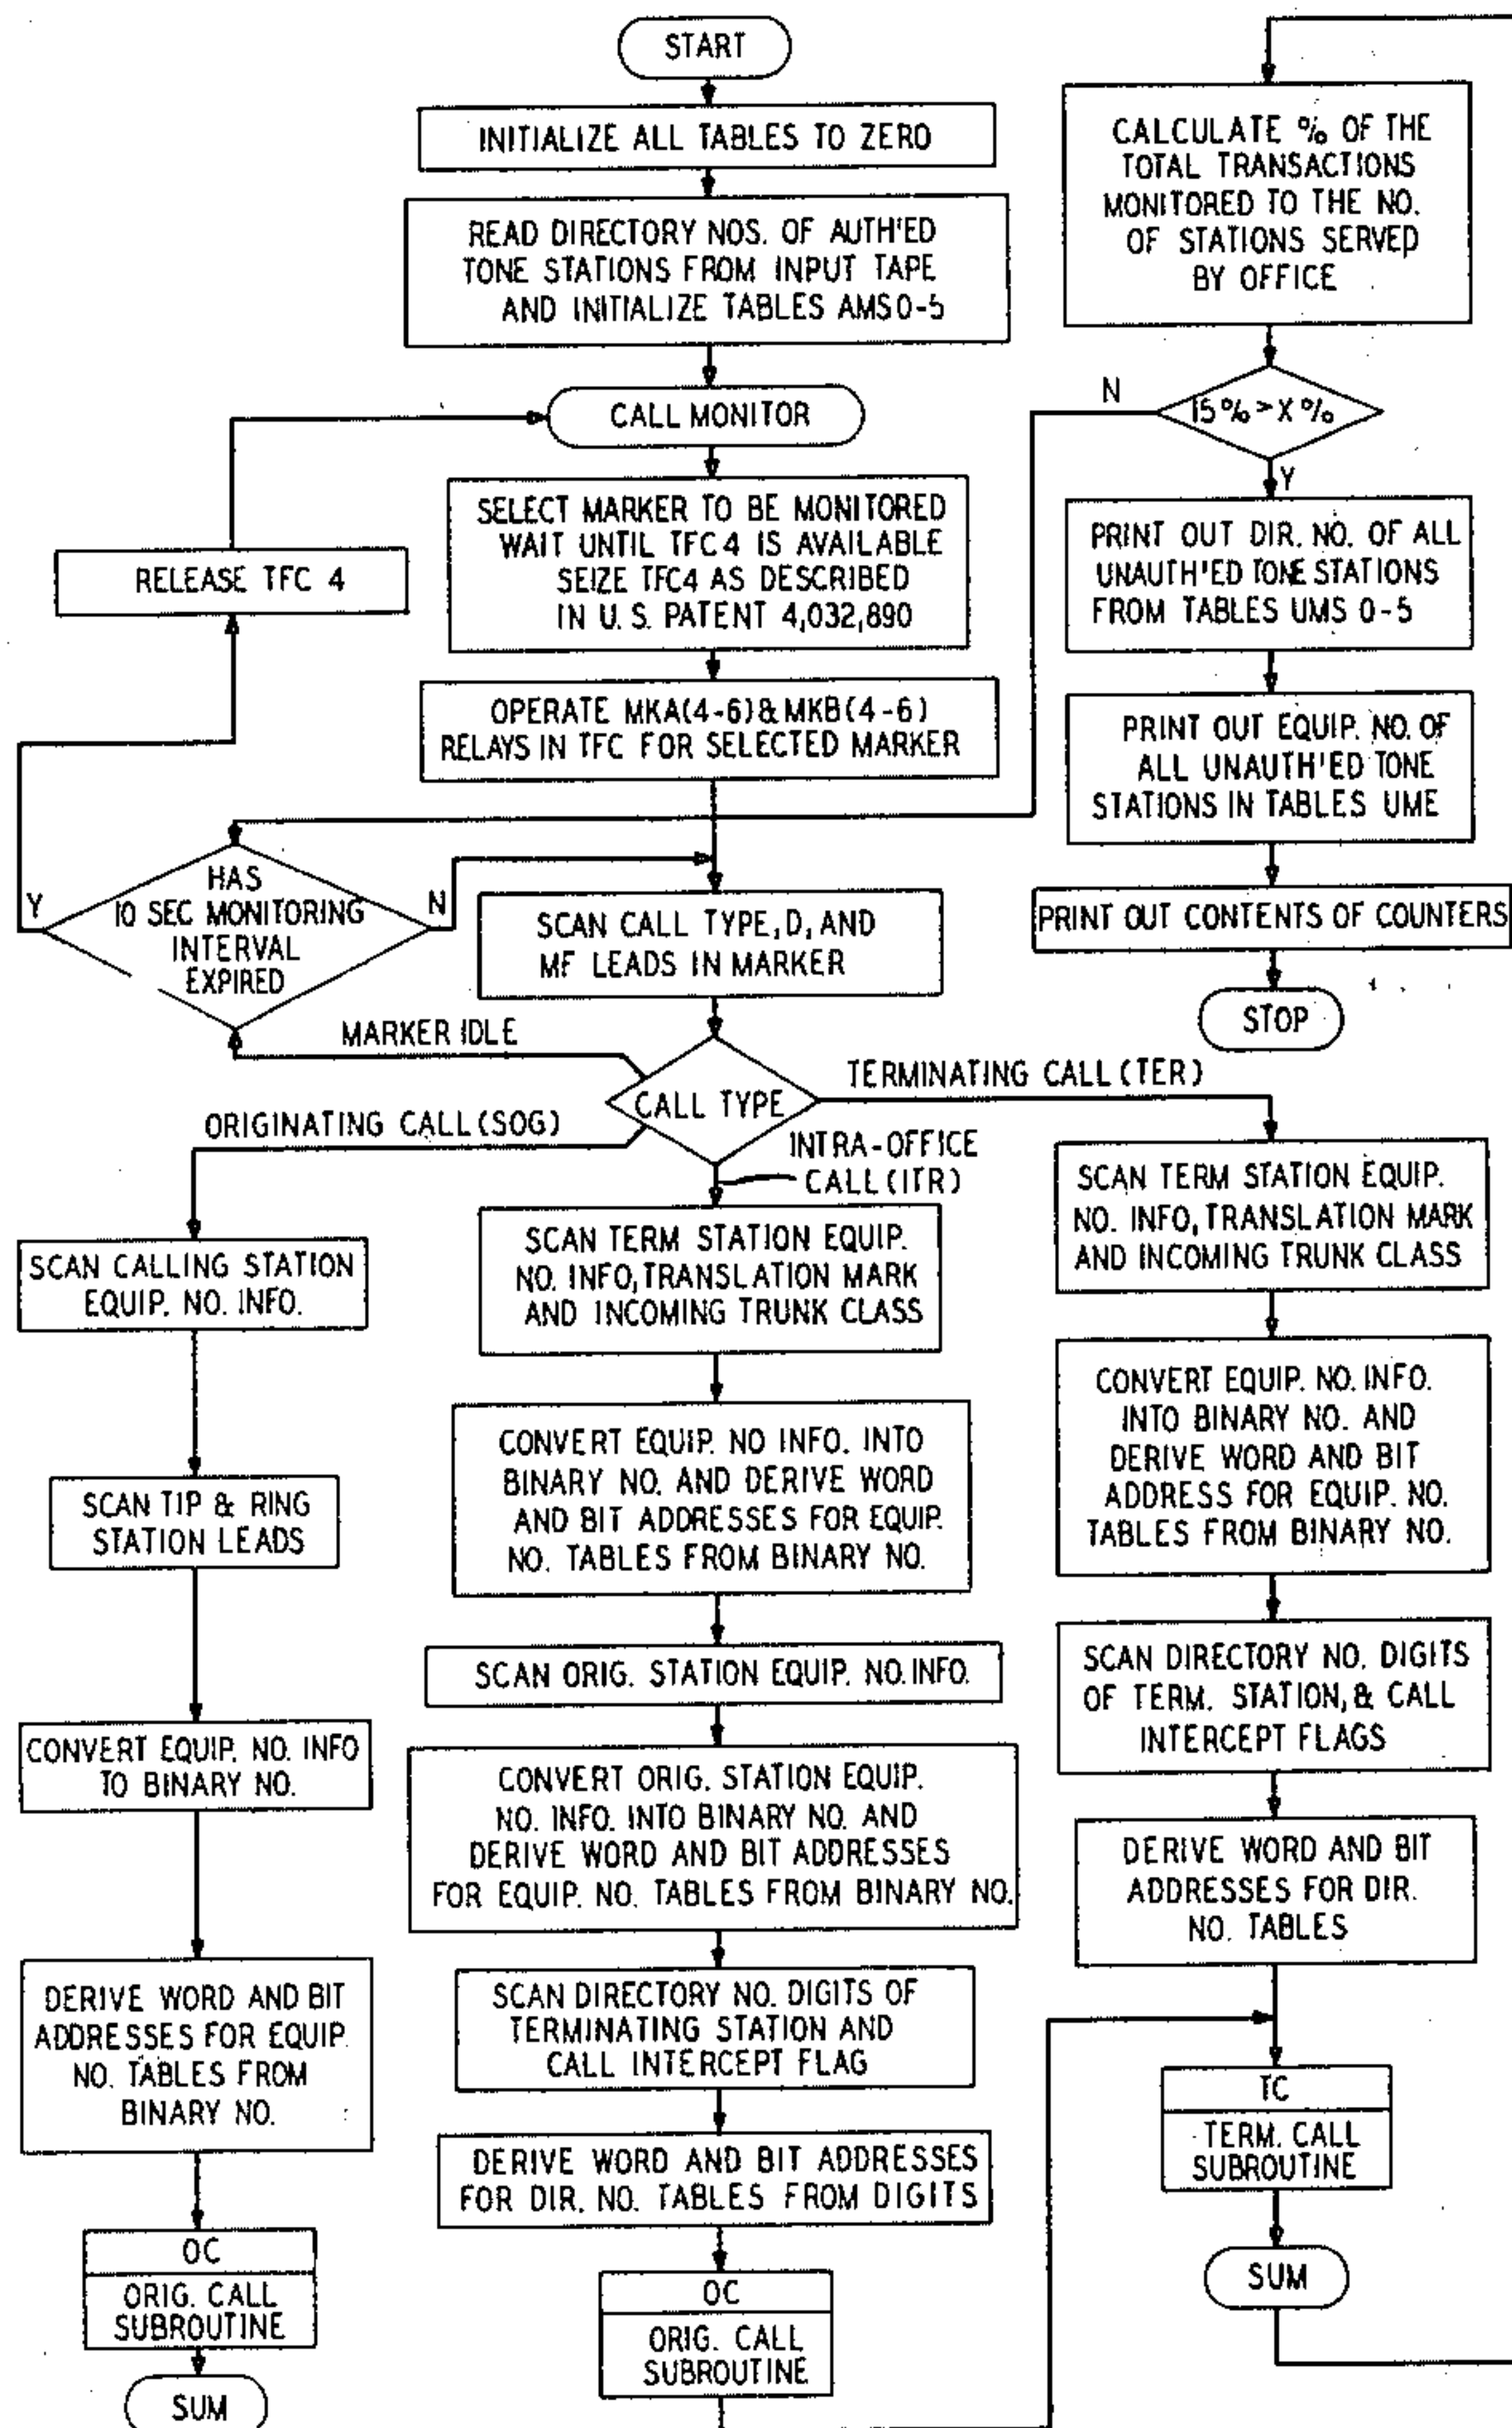 START
INITIALIZE ALL TABLES TO ZERO
READ DIRECTORY NOS. OF AUTH'ED
TONE STATIONS FROM INPUT TAPE
AND INITIALIZE TABLES AMS 0-5
CALL MONITOR
SELECT MARKER TO BE MONITORED
WAIT UNTIL TFC 4 IS AVAILABLE
SEIZE TFC4 AS DESCRIBED
IN U.S. PATENT 4,032,890
RELEASE TFC 4
OPERATE MKA(4-6)& MKB(4-6)
RELAYS IN TFC FOR SELECTED MARKER
HAS
10 SEC MONITORING
INTERVAL
EXPIRED
Y
N
SCAN CALL TYPE, D, AND
MF LEADS IN MARKER
MARKER IDLE
CALL TYPE
ORIGINATING CALL(SOG)
INTRA-OFFICE
CALL(ITR)
TERMINATING CALL(TER)
SCAN CALLING STATION
EQUIP. NO. INFO.
SCAN TIP & RING
STATION LEADS
CONVERT EQUIP. NO. INFO
TO BINARY NO.
DERIVE WORD AND BIT
ADDRESSES FOR EQUIP.
NO. TABLES FROM
BINARY NO.
OC
ORIG. CALL
SUBROUTINE
SUM
SCAN TERM STATION EQUIP.
NO. INFO, TRANSLATION MARK
AND INCOMING TRUNK CLASS
CONVERT EQUIP. NO INFO. INTO
BINARY NO. AND DERIVE WORD
AND BIT ADDRESSES FOR EQUIP.
NO. TABLES FROM BINARY NO.
SCAN ORIG. STATION EQUIP. NO. INFO.
CONVERT ORIG. STATION EQUIP.
NO. INFO. INTO BINARY NO. AND
DERIVE WORD AND BIT ADDRESSES
FOR EQUIP. NO. TABLES FROM BINARY NO.
SCAN DIRECTORY NO. DIGITS OF
TERMINATING STATION AND
CALL INTERCEPT FLAG
DERIVE WORD AND BIT ADDRESSES
FOR DIR. NO. TABLES FROM DIGITS
OC
ORIG. CALL
SUBROUTINE
SCAN TERM STATION EQUIP.
NO. INFO, TRANSLATION MARK
AND INCOMING TRUNK CLASS
CONVERT EQUIP. NO. INFO.
INTO BINARY NO. AND
DERIVE WORD AND BIT
ADDRESS FOR EQUIP. NO.
TABLES FROM BINARY NO.
SCAN DIRECTORY NO. DIGITS
OF TERM. STATION, & CALL
INTERCEPT FLAGS
DERIVE WORD AND BIT
ADDRESSES FOR DIR.
NO. TABLES
TC
TERM. CALL
SUBROUTINE
SUM
CALCULATE % OF THE
TOTAL TRANSACTIONS
MONITORED TO THE NO.
OF STATIONS SERVED
BY OFFICE
15% > X%
N
Y
PRINT OUT DIR. NO. OF ALL
UNAUTH'ED TONE STATIONS
FROM TABLES UMS 0-5
PRINT OUT EQUIP. NO. OF
ALL UNAUTH'ED TONE
STATIONS IN TABLES UME
PRINT OUT CONTENTS OF COUNTERS
STOP